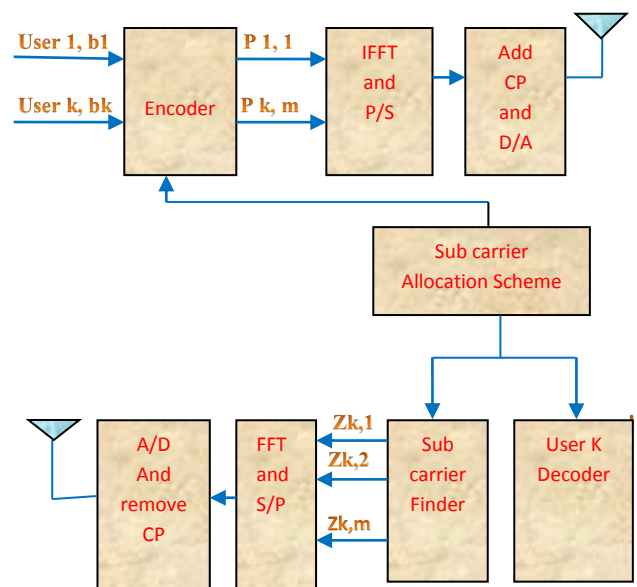 User 1, b1
User k, bk
Encoder
P 1, 1
P k, m
IFFT
and
P/S
Add
CP
and
D/A
Sub carrier
Allocation Scheme
A/D
And
remove
CP
FFT
and
S/P
Zk,1
Zk,2
Zk,m
Sub
carrier
Finder
User K
Decoder